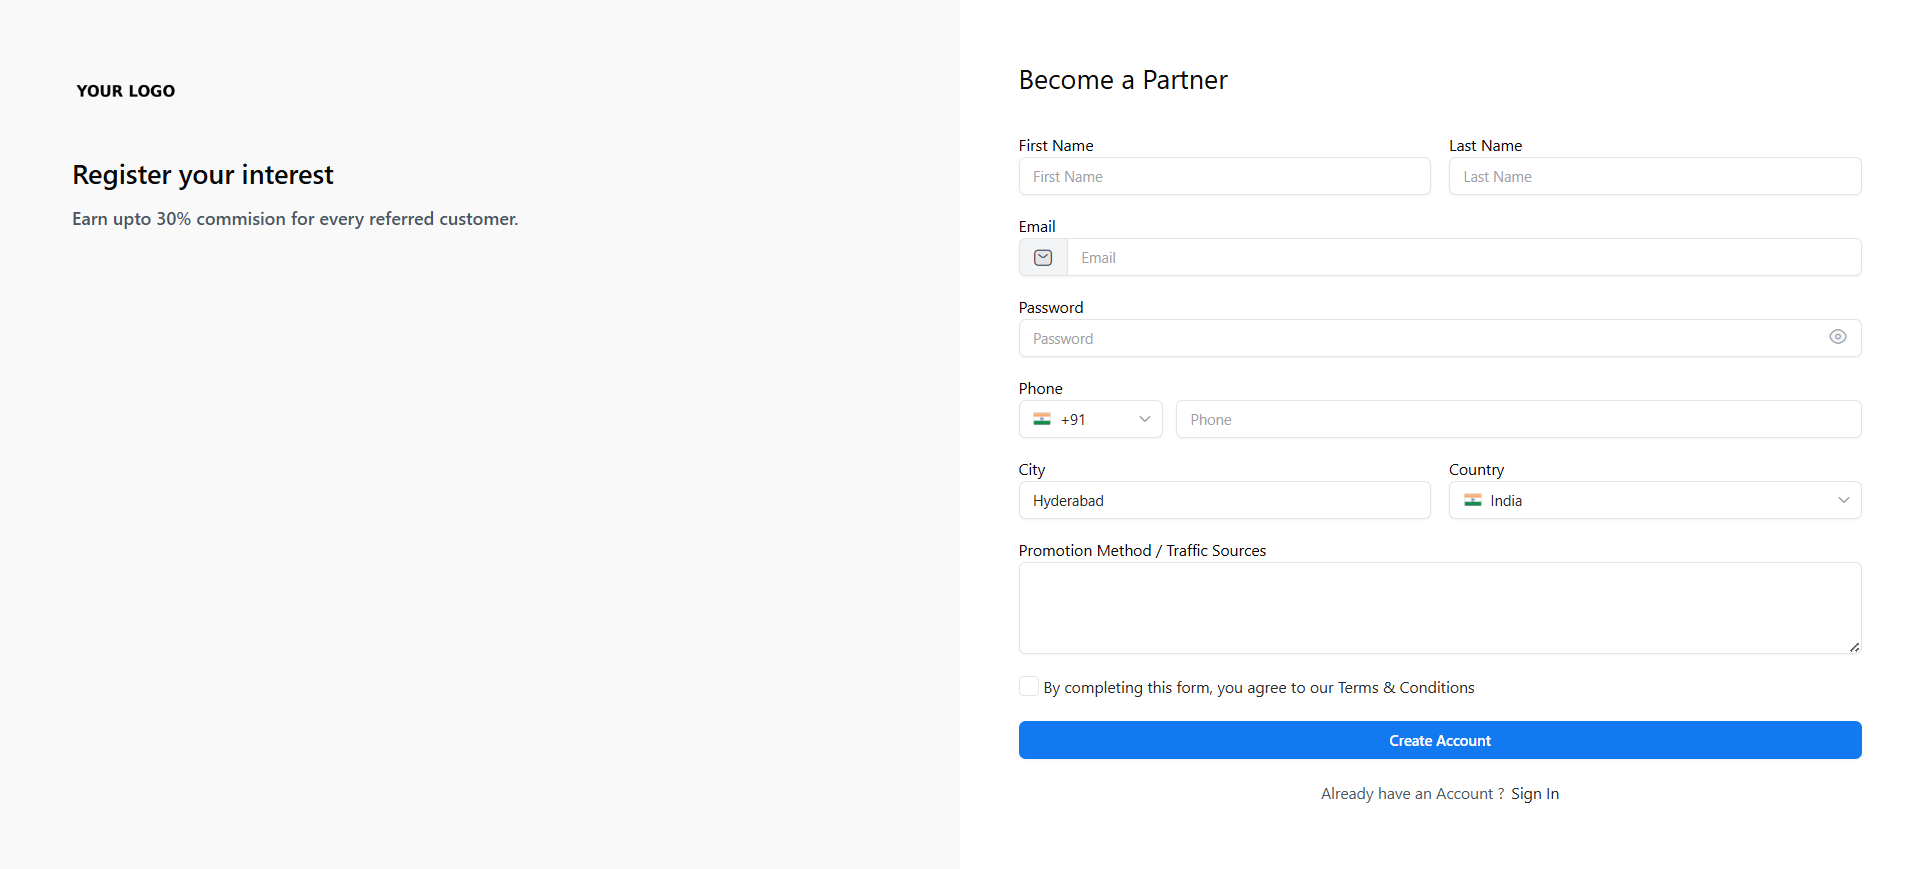 YOUR LOGO
Register your interest
Earn upto 30% commision for every referred customer.
Become a Partner
First Name
Last Name
First Name
Last Name
Email
Email
Password
Password
Phone
+91
Phone
City
Country
Hyderabad
India
Promotion Method / Traffic Sources
By completing this form, you agree to our Terms & Conditions
Create Account
Already have an Account ? Sign In